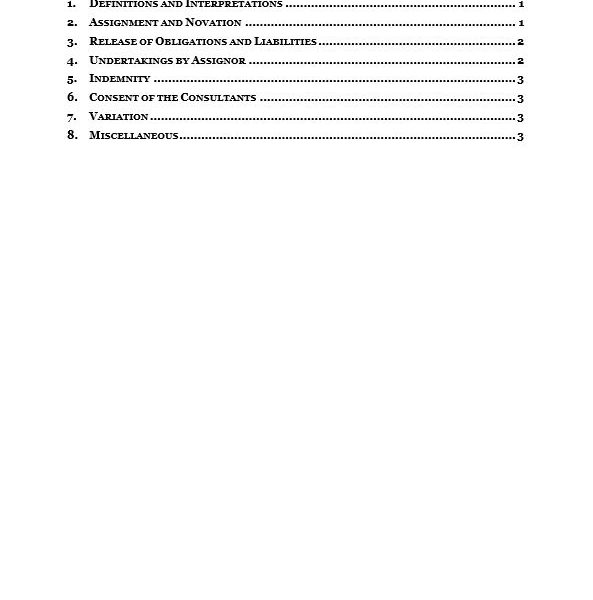 1. Definitions and Interpretations ........................................................................ 1
2. Assignment and Novation ........................................................................ 1
3. Release of Obligations and Liabilities ........................................................................ 2
4. Undertakings by Assignor ........................................................................ 2
5. Indemnity ........................................................................ 3
6. Consent of the Consultants ........................................................................ 3
7. Variation ........................................................................ 3
8. Miscellaneous ........................................................................ 3